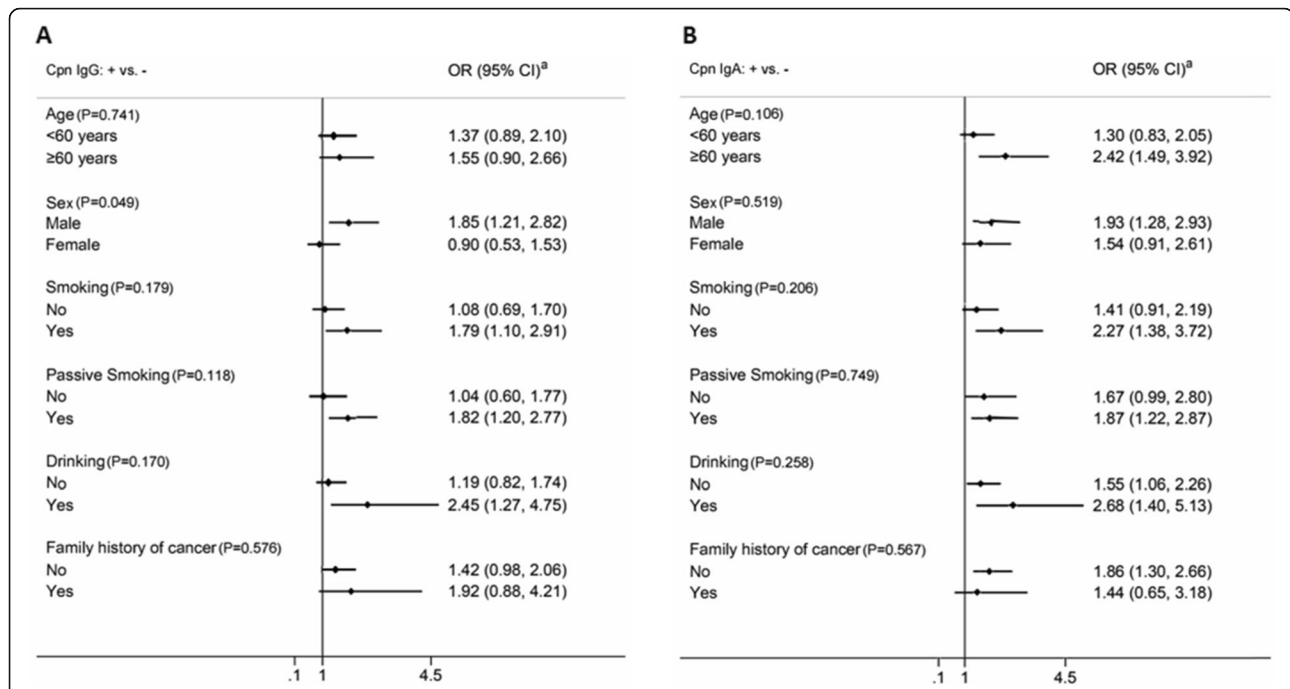 A
Cpn IgG: + vs. - OR (95% CI)a
Age (P=0.741)
<60 years 1.37 (0.89, 2.10)
≥60 years 1.55 (0.90, 2.66)
Sex (P=0.049)
Male 1.85 (1.21, 2.82)
Female 0.90 (0.53, 1.53)
Smoking (P=0.179)
No 1.08 (0.69, 1.70)
Yes 1.79 (1.10, 2.91)
Passive Smoking (P=0.118)
No 1.04 (0.60, 1.77)
Yes 1.82 (1.20, 2.77)
Drinking (P=0.170)
No 1.19 (0.82, 1.74)
Yes 2.45 (1.27, 4.75)
Family history of cancer (P=0.576)
No 1.42 (0.98, 2.06)
Yes 1.92 (0.88, 4.21)
.1 1 4.5
B
Cpn IgA: + vs. - OR (95% CI)a
Age (P=0.106)
<60 years 1.30 (0.83, 2.05)
≥60 years 2.42 (1.49, 3.92)
Sex (P=0.519)
Male 1.93 (1.28, 2.93)
Female 1.54 (0.91, 2.61)
Smoking (P=0.206)
No 1.41 (0.91, 2.19)
Yes 2.27 (1.38, 3.72)
Passive Smoking (P=0.749)
No 1.67 (0.99, 2.80)
Yes 1.87 (1.22, 2.87)
Drinking (P=0.258)
No 1.55 (1.06, 2.26)
Yes 2.68 (1.40, 5.13)
Family history of cancer (P=0.567)
No 1.86 (1.30, 2.66)
Yes 1.44 (0.65, 3.18)
.1 1 4.5